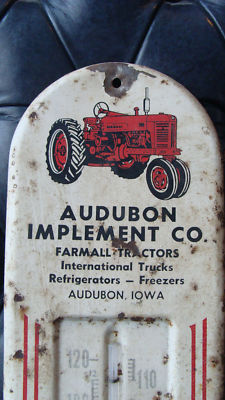 AUDUBON
IMPLEMENT CO.
FARMALL TRACTORS
International Trucks
Refrigerators – Freezers
AUDUBON, IOWA
120 110